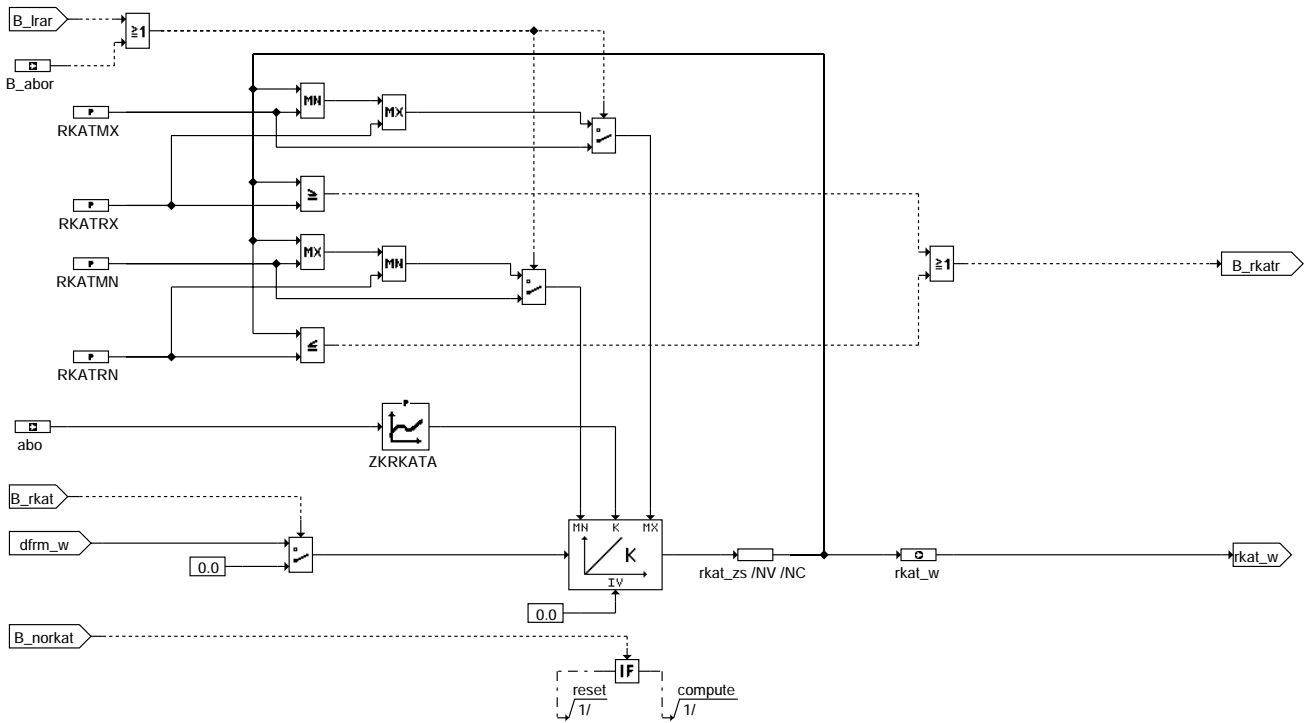 B_lrar
≥1
B_abor
MN
P
MX
RKATMX
P
≥
RKATRX
MX
P
MN
≥1
B_rkatr
RKATMN
≤
P
RKATRN
P
abo
ZKRKATA
B_rkat
MN K MX
dfrm_w
K
0.0
rkat_zs /NV /NC
rkat_w
rkat_w
IV
0.0
B_norkat
IF
reset
compute
1/
1/